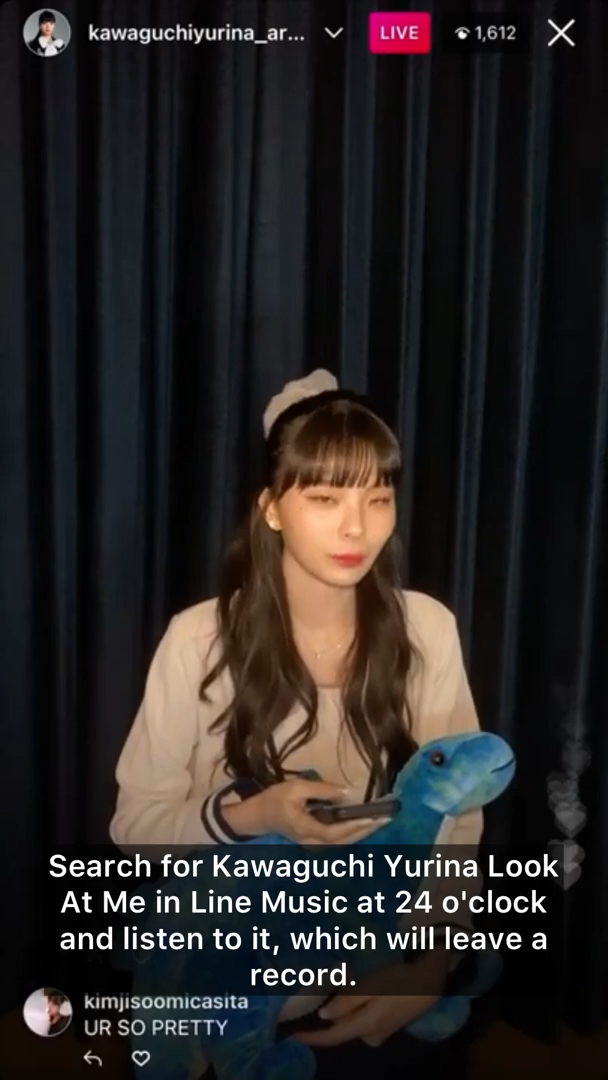 kawaguchiyurina_ar...
LIVE
1,612
Search for Kawaguchi Yurina Look
At Me in Line Music at 24 o'clock
and listen to it, which will leave a
record.
kimjisoomicasita
UR SO PRETTY